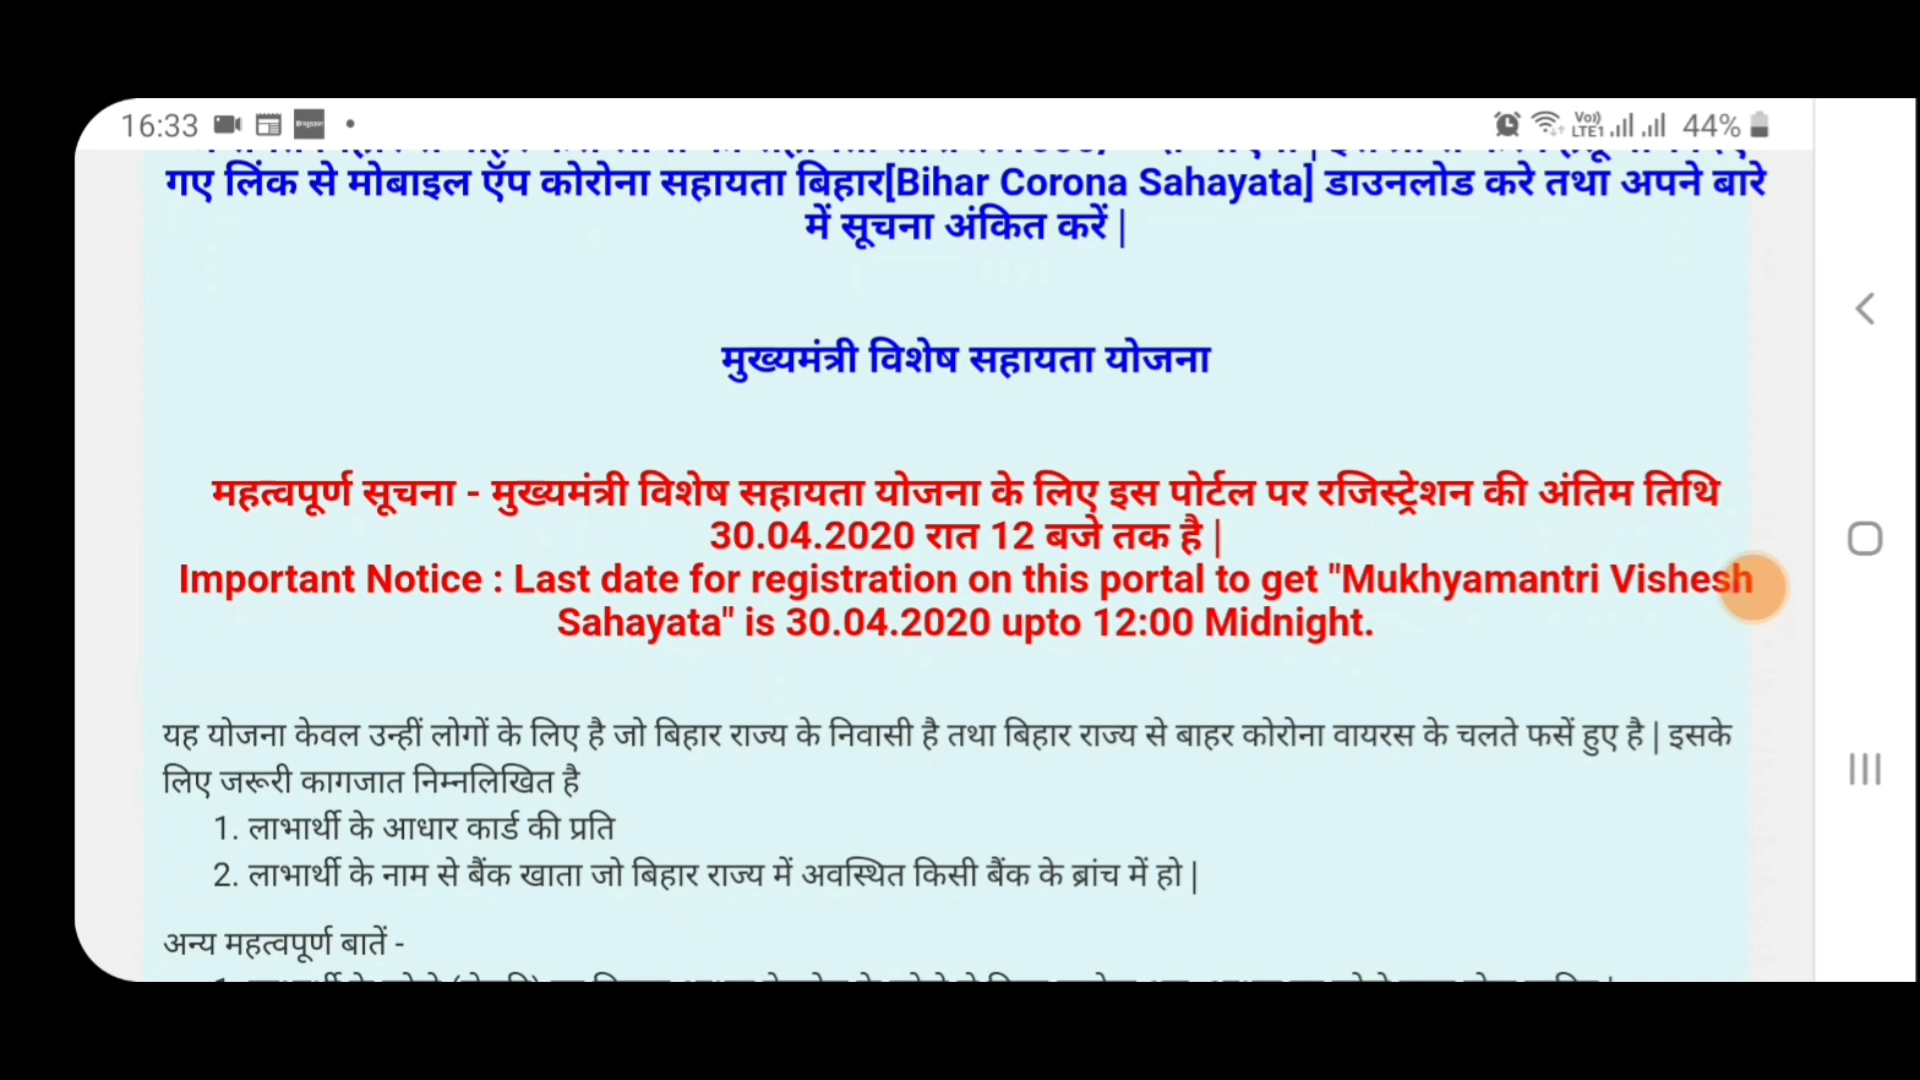 16:33
Vo)) LTE1 44%
गए लिंक से मोबाइल ऍप कोरोना सहायता बिहार[Bihar Corona Sahayata] डाउनलोड करे तथा अपने बारे
में सूचना अंकित करें |
मुख्यमंत्री विशेष सहायता योजना
महत्वपूर्ण सूचना - मुख्यमंत्री विशेष सहायता योजना के लिए इस पोर्टल पर रजिस्ट्रेशन की अंतिम तिथि
30.04.2020 रात 12 बजे तक है |
Important Notice : Last date for registration on this portal to get "Mukhyamantri Vishesh
Sahayata" is 30.04.2020 upto 12:00 Midnight.
यह योजना केवल उन्हीं लोगों के लिए है जो बिहार राज्य के निवासी है तथा बिहार राज्य से बाहर कोरोना वायरस के चलते फसें हुए है | इसके
लिए जरूरी कागजात निम्नलिखित है
1. लाभार्थी के आधार कार्ड की प्रति
2. लाभार्थी के नाम से बैंक खाता जो बिहार राज्य में अवस्थित किसी बैंक के ब्रांच में हो |
अन्य महत्वपूर्ण बातें -